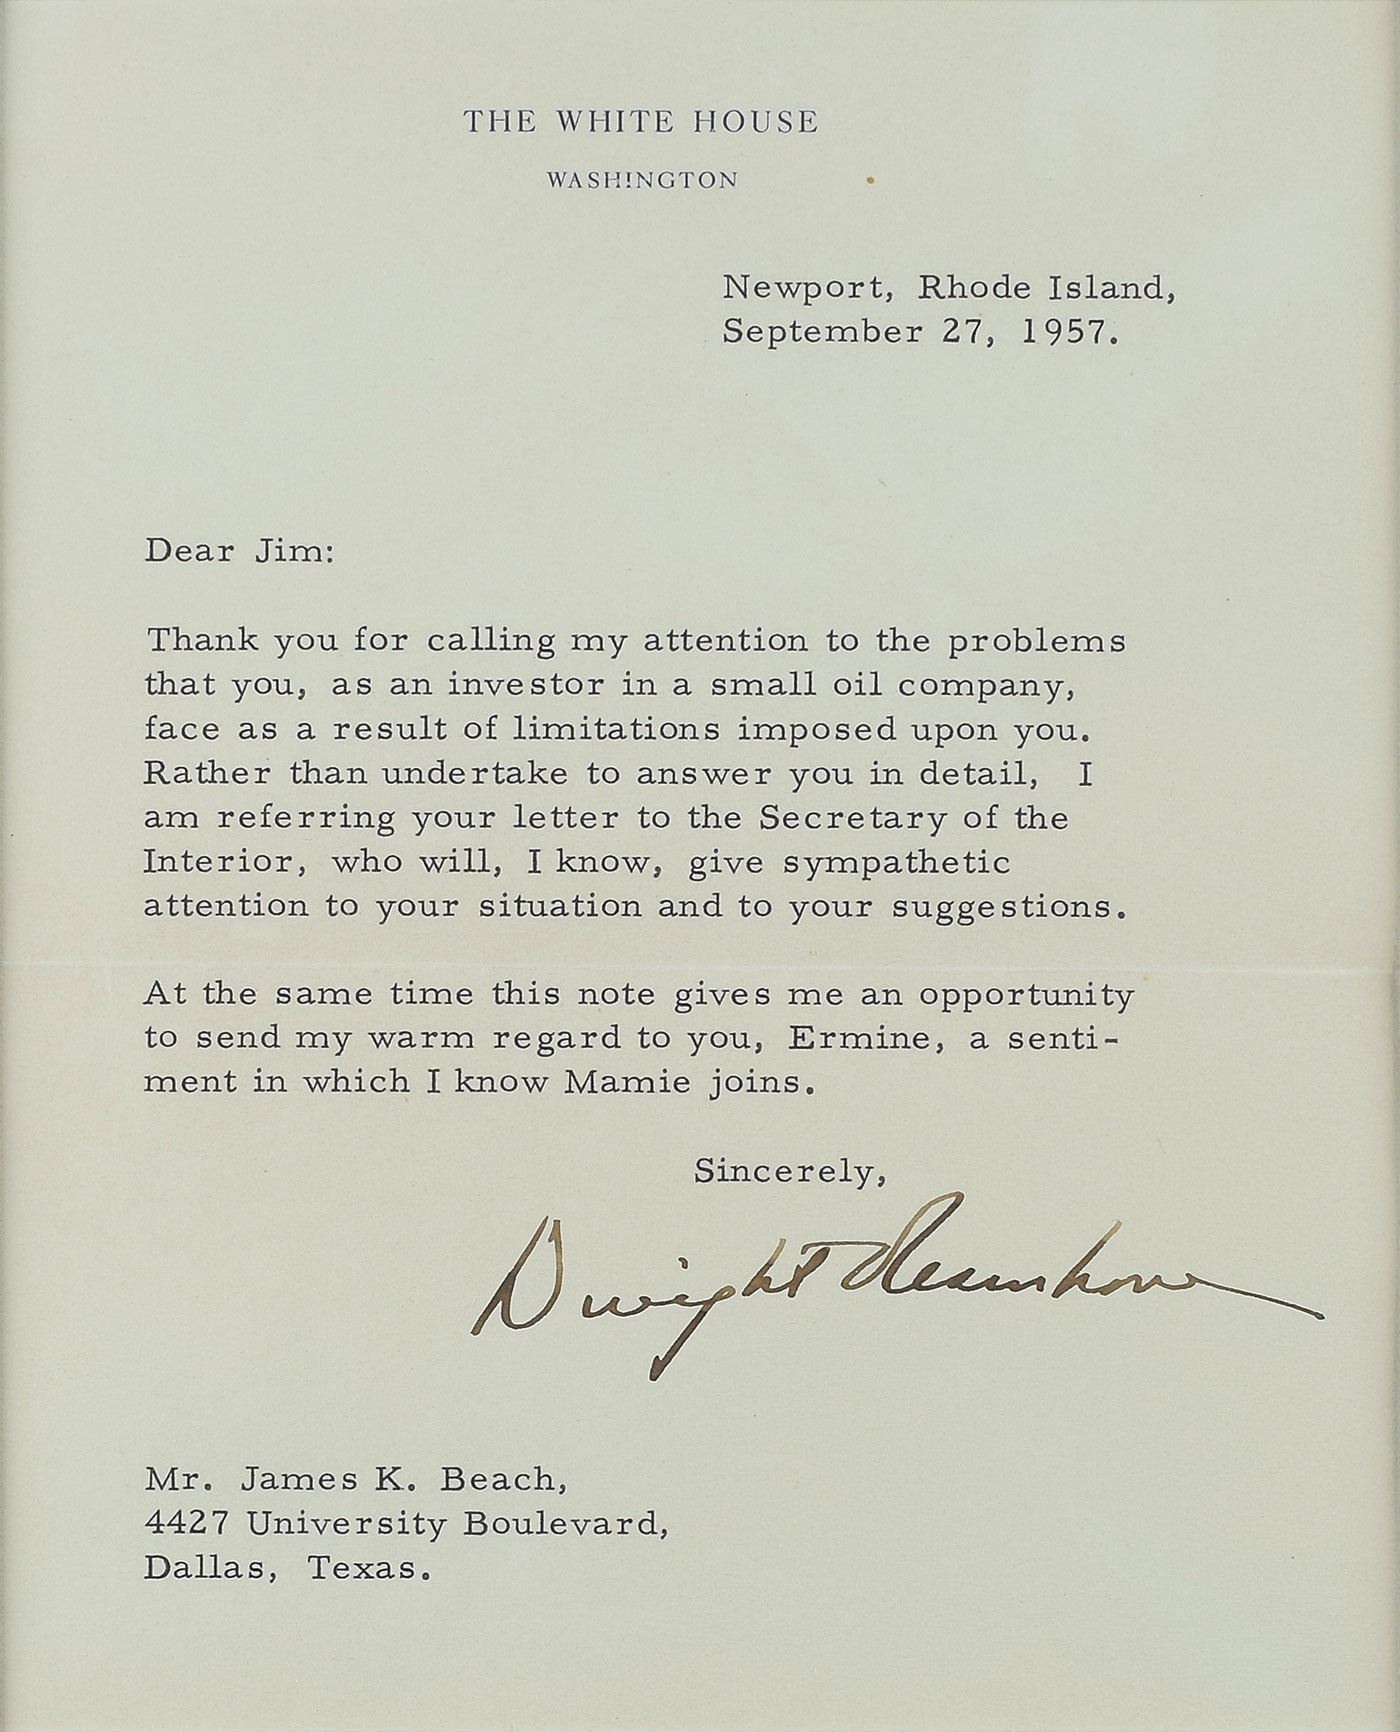 THE WHITE HOUSE
WASHINGTON
Newport, Rhode Island,
September 27, 1957.
Dear Jim:
Thank you for calling my attention to the problems
that you, as an investor in a small oil company,
face as a result of limitations imposed upon you.
Rather than undertake to answer you in detail, I
am referring your letter to the Secretary of the
Interior, who will, I know, give sympathetic
attention to your situation and to your suggestions.
At the same time this note gives me an opportunity
to send my warm regard to you, Ermine, a senti-
ment in which I know Mamie joins.
Sincerely,
Dwight Eisenhower
Mr. James K. Beach,
4427 University Boulevard,
Dallas, Texas.